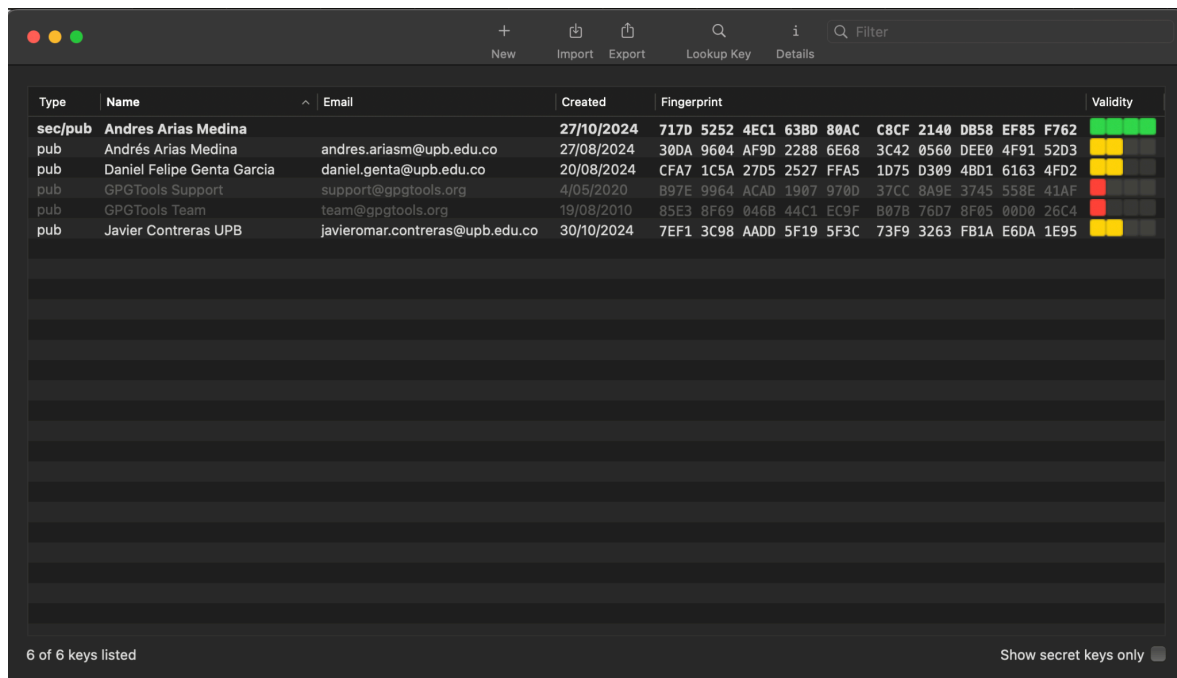 New Import Export Lookup Key Details Filter
Type Name Email Created Fingerprint Validity
sec/pub Andres Arias Medina 27/10/2024 717D 5252 4EC1 63BD 80AC C8CF 2140 DB58 EF85 F762
pub Andrés Arias Medina andres.ariasm@upb.edu.co 27/08/2024 30DA 9604 AF9D 2288 6E68 3C42 0560 DEE0 4F91 52D3
pub Daniel Felipe Genta Garcia daniel.genta@upb.edu.co 20/08/2024 CFA7 1C5A 27D5 2527 FFA5 1D75 D309 4BD1 6163 4FD2
pub GPGTools Support support@gpgtools.org 4/05/2020 B97E 9964 ACAD 1907 970D 37CC 8A9E 3745 558E 41AF
pub GPGTools Team team@gpgtools.org 19/08/2010 85E3 8F69 046B 44C1 EC9F B07B 76D7 8F05 00D0 26C4
pub Javier Contreras UPB javieromar.contreras@upb.edu.co 30/10/2024 7EF1 3C98 AADD 5F19 5F3C 73F9 3263 FB1A E6DA 1E95
6 of 6 keys listed Show secret keys only